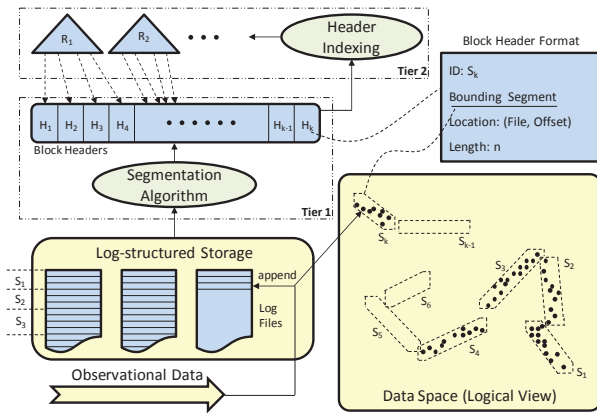 R1
R2
• • •
Header
Indexing
Tier 2
Block Header Format
ID: Sk
Bounding Segment
Location: (File, Offset)
Length: n
H1
H2
H3
H4
• • • • • •
Hk-1
Hk
Block Headers
Segmentation
Algorithm
Tier 1
Log-structured Storage
S1
S2
S3
append
Log
Files
Observational Data
Sk
Sk-1
S3
S2
S6
S5
S4
S1
Data Space (Logical View)